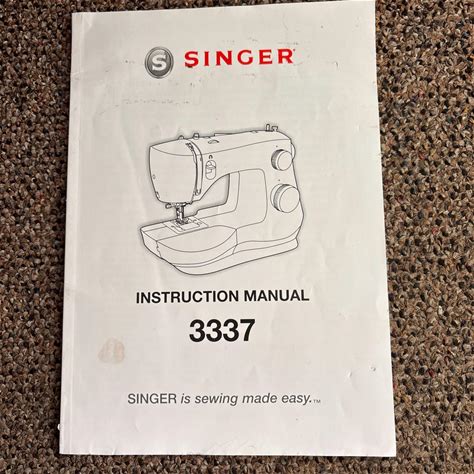 S SINGER
INSTRUCTION MANUAL
3337
SINGER is sewing made easy.™